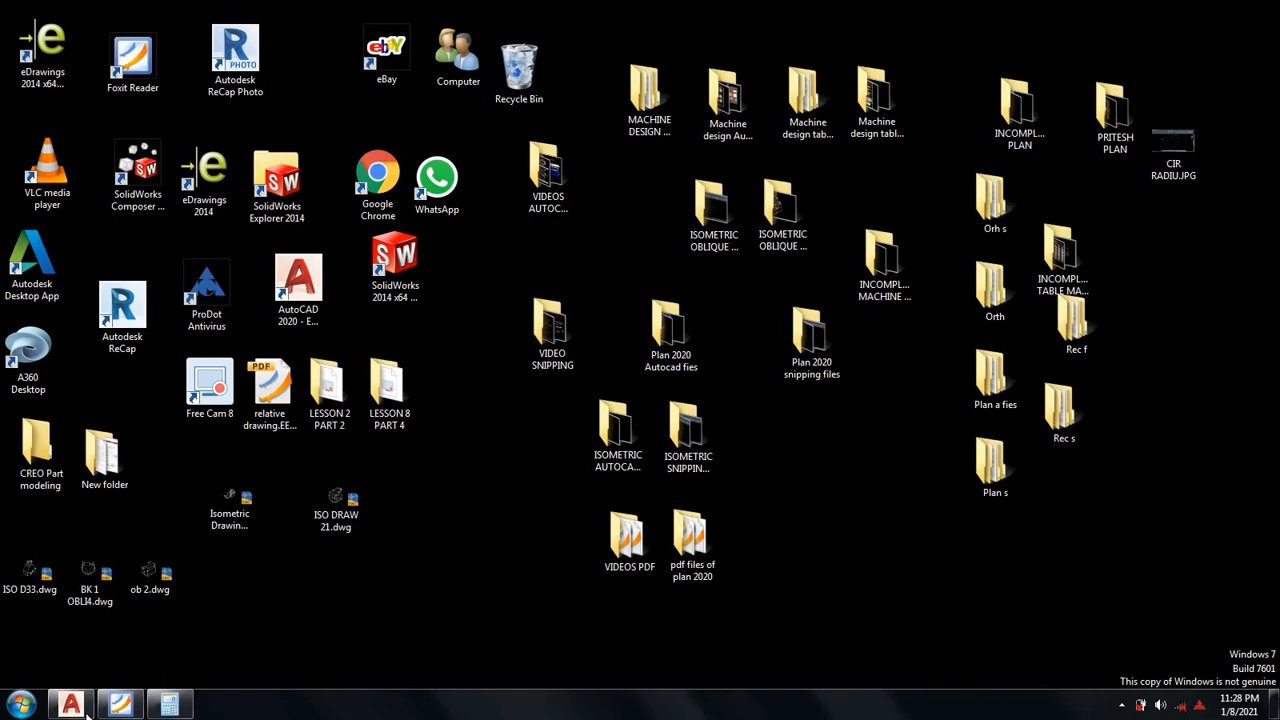 eDrawings
2014 x64...
Foxit Reader
PHOTO
Autodesk
ReCap Photo
ebay
eBay
Computer
Recycle Bin
MACHINE
DESIGN ...
Machine
design Au...
Machine
design tab...
Machine
design tabl...
INCOMPL...
PLAN
PRITESH
PLAN
CIR
RADIU.JPG
VLC media
player
SolidWorks
Composer ...
eDrawings
2014
SolidWorks
Explorer 2014
Google
Chrome
WhatsApp
VIDEOS
AUTOC...
ISOMETRIC
OBLIQUE ...
ISOMETRIC
OBLIQUE ...
Orh s
Autodesk
Desktop App
Autodesk
ReCap
ProDot
Antivirus
AutoCAD
2020 - E...
SolidWorks
2014 x64 ...
INCOMPL...
MACHINE ...
INCOMPL...
TABLE MA...
Orth
Rec f
A360
Desktop
Free Cam 8
PDF
relative
drawing.EE...
LESSON 2
PART 2
LESSON 8
PART 4
VIDEO
SNIPPING
Plan 2020
Autocad fies
Plan 2020
snipping files
Plan a fies
Rec s
CREO Part
modeling
New folder
ISOMETRIC
AUTOCA...
ISOMETRIC
SNIPPIN...
Plan s
Isometric
Drawin...
ISO DRAW
21.dwg
VIDEOS PDF
pdf files of
plan 2020
ISO D33.dwg
BK 1
OBLI4.dwg
ob 2.dwg
Windows 7
Build 7601
This copy of Windows is not genuine
11:28 PM
1/8/2021